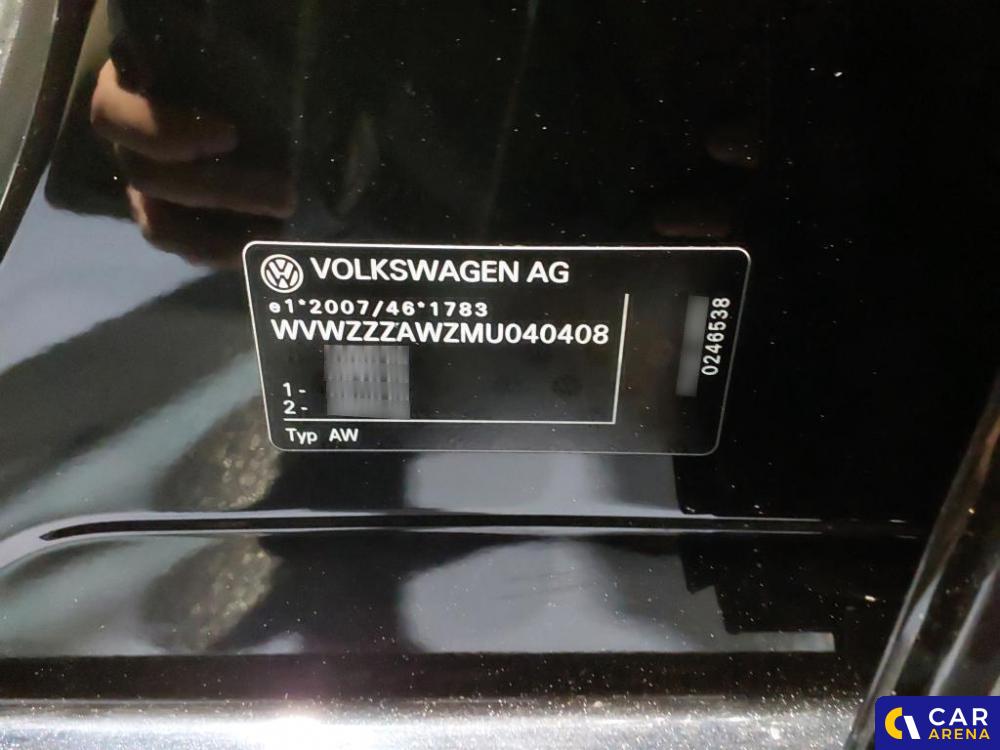 VOLKSWAGEN AG
e1*2007/46*1783
WVWZZZAWZMU040408
1-
2-
Typ AW
0246538
CAR
ARENA